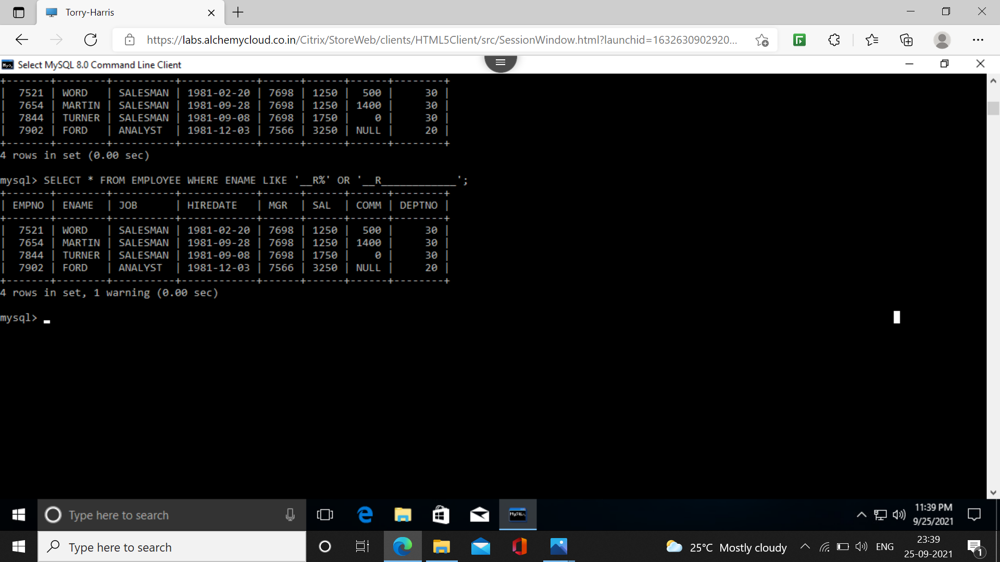 Torry-Harris
https://labs.alchemycloud.co.in/Citrix/StoreWeb/clients/HTML5Client/src/SessionWindow.html?launchid=1632630902920...
Select MySQL 8.0 Command Line Client
+-------+--------+----------+------------+------+------+------+--------+
|  7521 | WORD   | SALESMAN | 1981-02-20 | 7698 | 1250 |  500 |     30 |
|  7654 | MARTIN | SALESMAN | 1981-09-28 | 7698 | 1250 | 1400 |     30 |
|  7844 | TURNER | SALESMAN | 1981-09-08 | 7698 | 1750 |    0 |     30 |
|  7902 | FORD   | ANALYST  | 1981-12-03 | 7566 | 3250 | NULL |     20 |
+-------+--------+----------+------------+------+------+------+--------+
4 rows in set (0.00 sec)
mysql> SELECT * FROM EMPLOYEE WHERE ENAME LIKE '__R%' OR '__R____________';
+-------+--------+----------+------------+------+------+------+--------+
| EMPNO | ENAME  | JOB      | HIREDATE   | MGR  | SAL  | COMM | DEPTNO |
+-------+--------+----------+------------+------+------+------+--------+
|  7521 | WORD   | SALESMAN | 1981-02-20 | 7698 | 1250 |  500 |     30 |
|  7654 | MARTIN | SALESMAN | 1981-09-28 | 7698 | 1250 | 1400 |     30 |
|  7844 | TURNER | SALESMAN | 1981-09-08 | 7698 | 1750 |    0 |     30 |
|  7902 | FORD   | ANALYST  | 1981-12-03 | 7566 | 3250 | NULL |     20 |
+-------+--------+----------+------------+------+------+------+--------+
4 rows in set, 1 warning (0.00 sec)
mysql>
Type here to search
11:39 PM
9/25/2021
Type here to search
25°C Mostly cloudy
ENG
23:39
25-09-2021
1